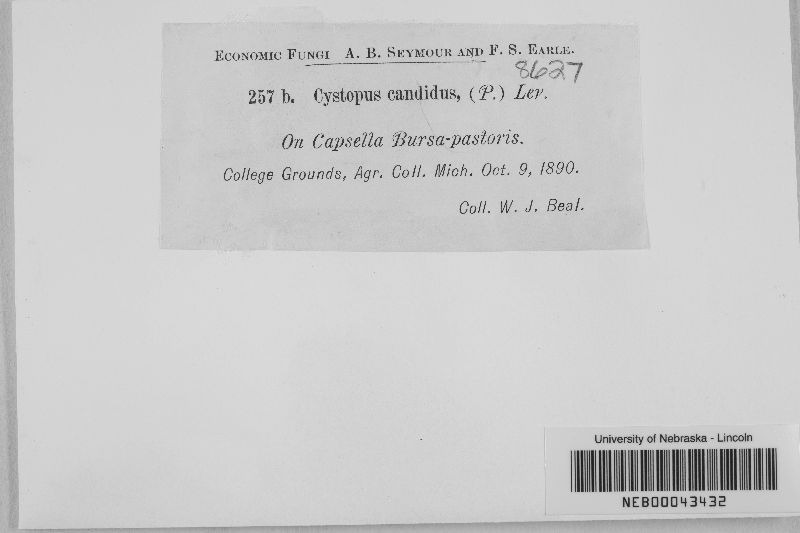 ECONOMIC FUNGI A. B. SEYMOUR AND F. S. EARLE.
8627
257 b. Cystopus candidus, (P.) Lev.
On Capsella Bursa-pastoris.
College Grounds, Agr. Coll. Mich. Oct. 9, 1890.
Coll. W. J. Beal.
University of Nebraska - Lincoln
NEB00043432